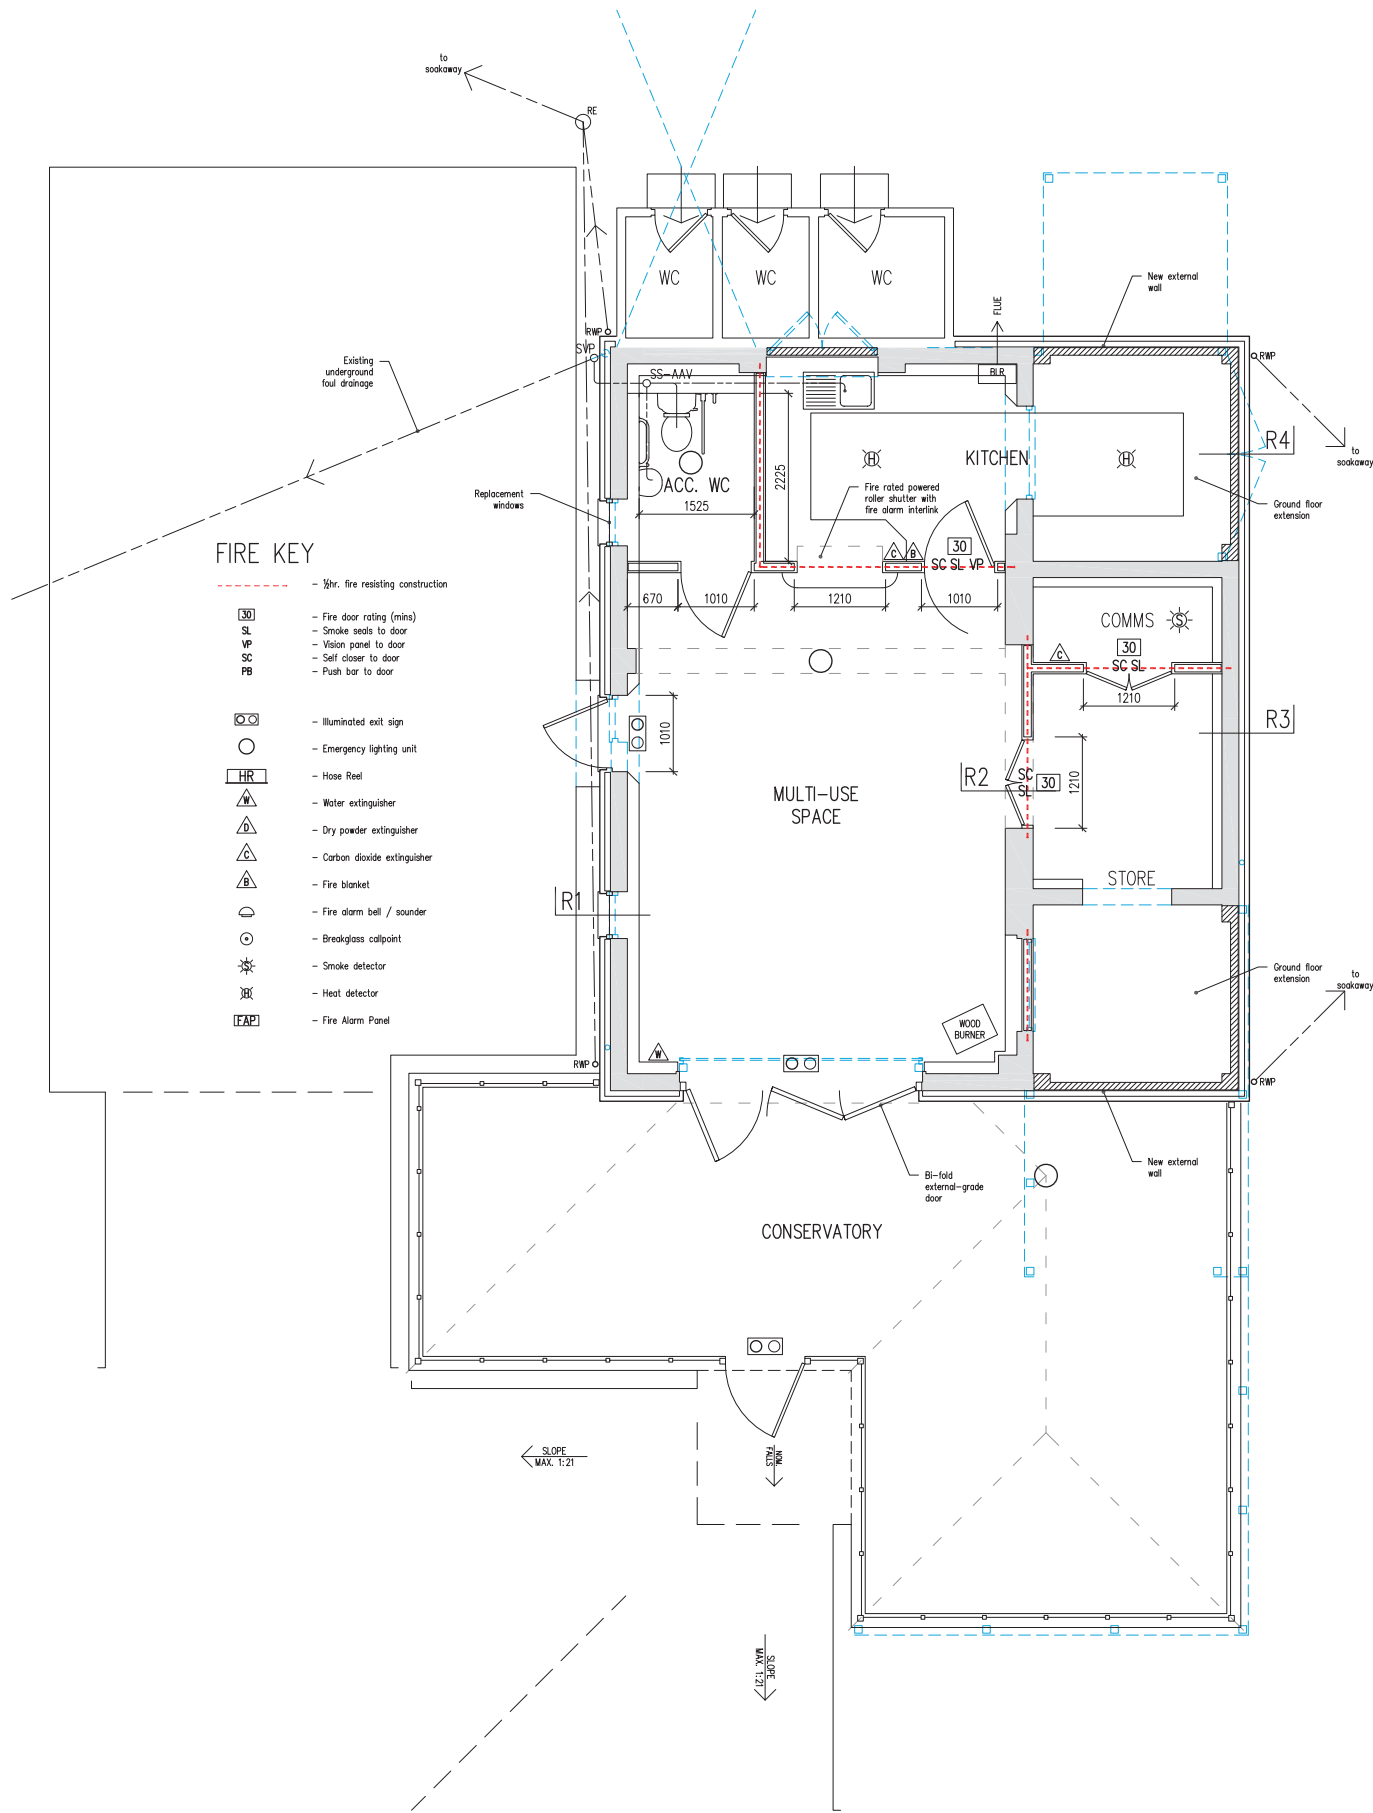 to
soakaway
RE
WC
WC
WC
New external
wall
FLUE
RWP
SVP
RWP
Existing
underground
foul drainage
SS-AAV
BLR
R4
to
soakaway
KITCHEN
H
H
2225
ACC. WC
1525
Replacement
windows
Fire rated powered
roller shutter with
fire alarm interlink
Ground floor
extension
C
B
30
SC SL VP
FIRE KEY
- ½hr. fire resisting construction
670
1010
1210
1010
30
- Fire door rating (mins)
SL
- Smoke seals to door
VP
- Vision panel to door
SC
- Self closer to door
PB
- Push bar to door
COMMS
S
C
30
SC SL
1210
- Illuminated exit sign
- Emergency lighting unit
HR
- Hose Reel
W
- Water extinguisher
D
- Dry powder extinguisher
C
- Carbon dioxide extinguisher
B
- Fire blanket
- Fire alarm bell / sounder
- Breakglass callpoint
S
- Smoke detector
H
- Heat detector
FAP
- Fire Alarm Panel
1010
R3
R2
SC
SL
30
1210
MULTI-USE
SPACE
STORE
R1
Ground floor
extension
to
soakaway
WOOD
BURNER
W
RWP
RWP
New external
wall
Bi-fold
external-grade
door
CONSERVATORY
SLOPE
MAX. 1:21
NOM.
FALLS
SLOPE
MAX. 1:21